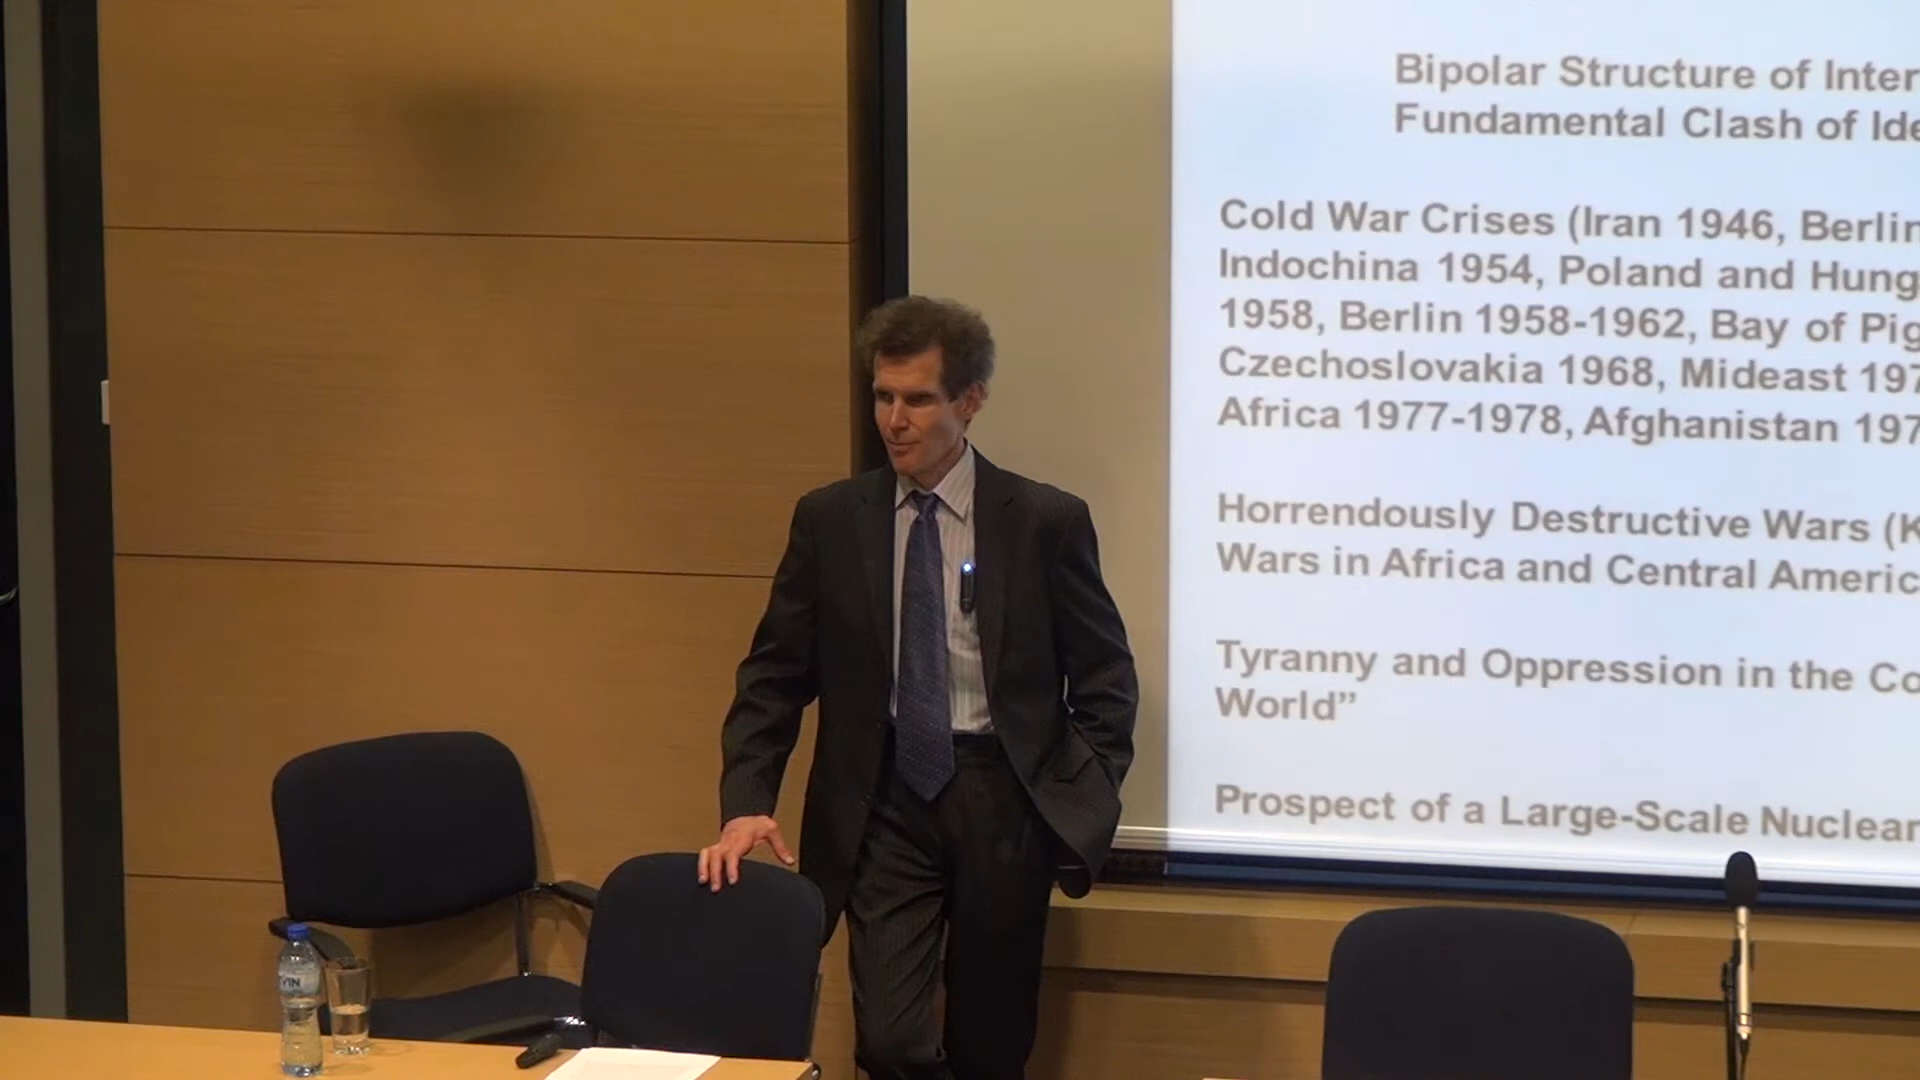 Bipolar Structure of Inter
Fundamental Clash of Ide
Cold War Crises (Iran 1946, Berlin
Indochina 1954, Poland and Hung
1958, Berlin 1958-1962, Bay of Pig
Czechoslovakia 1968, Mideast 197
Africa 1977-1978, Afghanistan 197
Horrendously Destructive Wars (K
Wars in Africa and Central Americ
Tyranny and Oppression in the Co
World”
Prospect of a Large-Scale Nuclear